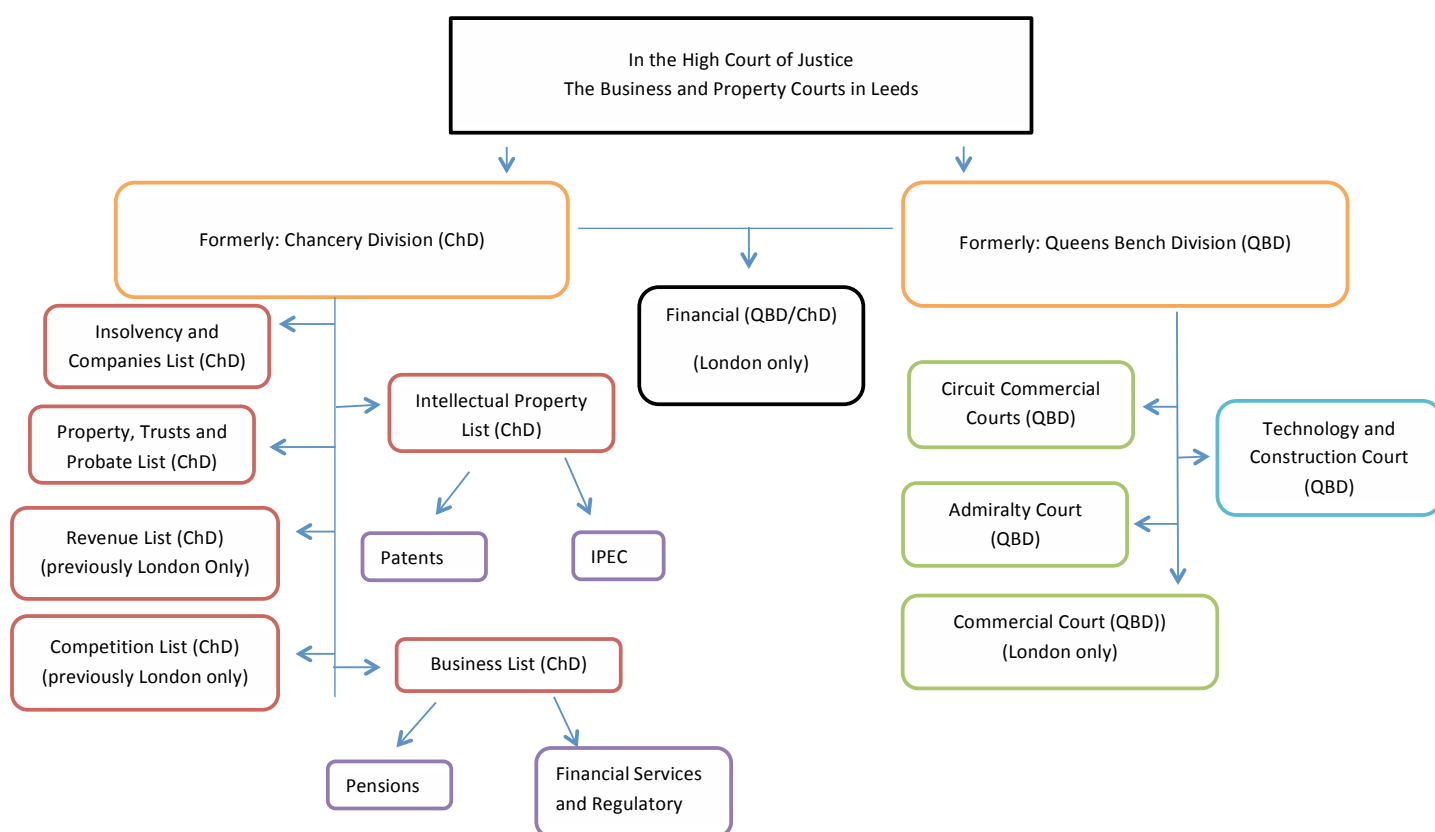 In the High Court of Justice
The Business and Property Courts in Leeds
Formerly: Chancery Division (ChD)
Formerly: Queens Bench Division (QBD)
Financial (QBD/ChD)
(London only)
Insolvency and
Companies List (ChD)
Intellectual Property
List (ChD)
Property, Trusts and
Probate List (ChD)
Revenue List (ChD)
(previously London Only)
Patents
IPEC
Competition List (ChD)
(previously London only)
Business List (ChD)
Pensions
Financial Services
and Regulatory
Circuit Commercial
Courts (QBD)
Technology and
Construction Court
(QBD)
Admiralty Court
(QBD)
Commercial Court (QBD))
(London only)